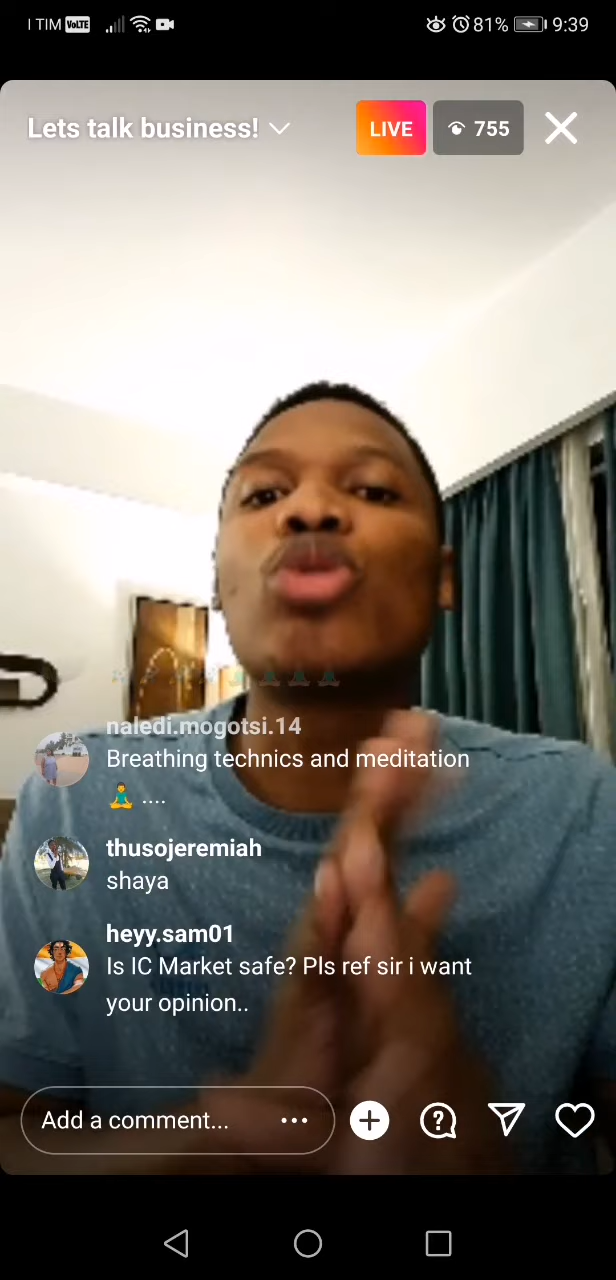 I TIM VoLTE 81% 9:39
Lets talk business! LIVE 755
naledi.mogotsi.14
Breathing technics and meditation
🧘‍♂️ ....
thusojeremiah
shaya
heyy.sam01
Is IC Market safe? Pls ref sir i want
your opinion..
Add a comment...